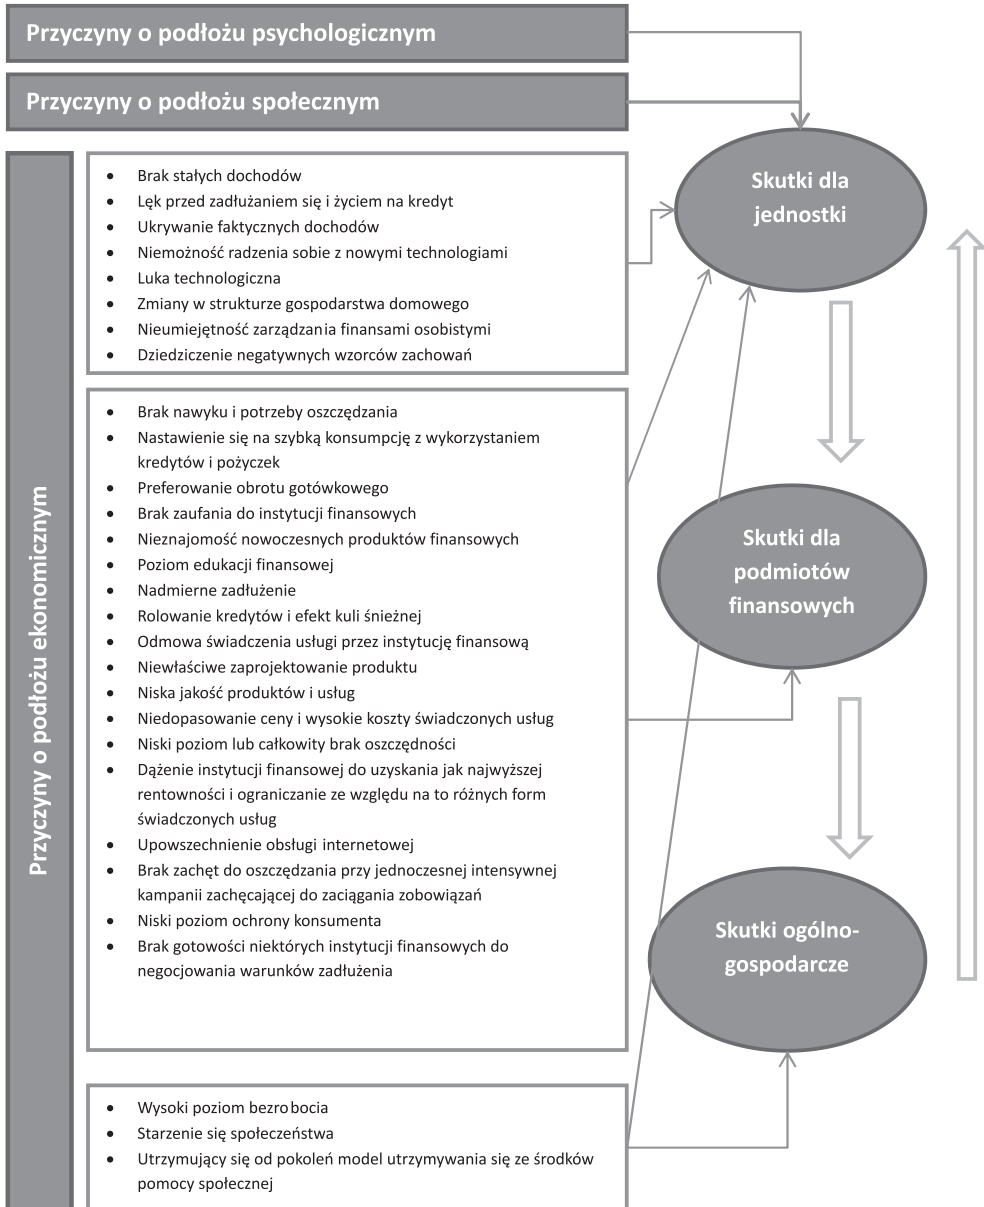 Przyczyny o podłożu psychologicznym
Przyczyny o podłożu społecznym
Przyczyny o podłożu ekonomicznym
• Brak stałych dochodów
• Lęk przed zadłużaniem się i życiem na kredyt
• Ukrywanie faktycznych dochodów
• Niemożność radzenia sobie z nowymi technologiami
• Luka technologiczna
• Zmiany w strukturze gospodarstwa domowego
• Nieumiejętność zarządzania finansami osobistymi
• Dziedziczenie negatywnych wzorców zachowań
• Brak nawyku i potrzeby oszczędzania
• Nastawienie się na szybką konsumpcję z wykorzystaniem
kredytów i pożyczek
• Preferowanie obrotu gotówkowego
• Brak zaufania do instytucji finansowych
• Nieznajomość nowoczesnych produktów finansowych
• Poziom edukacji finansowej
• Nadmierne zadłużenie
• Rolowanie kredytów i efekt kuli śnieżnej
• Odmowa świadczenia usługi przez instytucję finansową
• Niewłaściwe zaprojektowanie produktu
• Niska jakość produktów i usług
• Niedopasowanie ceny i wysokie koszty świadczonych usług
• Niski poziom lub całkowity brak oszczędności
• Dążenie instytucji finansowej do uzyskania jak najwyższej
rentowności i ograniczanie ze względu na to różnych form
świadczonych usług
• Upowszechnienie obsługi internetowej
• Brak zachęt do oszczędzania przy jednoczesnej intensywnej
kampanii zachęcającej do zaciągania zobowiązań
• Niski poziom ochrony konsumenta
• Brak gotowości niektórych instytucji finansowych do
negocjowania warunków zadłużenia
• Wysoki poziom bezrobocia
• Starzenie się społeczeństwa
• Utrzymujący się od pokoleń model utrzymywania się ze środków
pomocy społecznej
Skutki dla
jednostki
Skutki dla
podmiotów
finansowych
Skutki ogólno-
gospodarcze